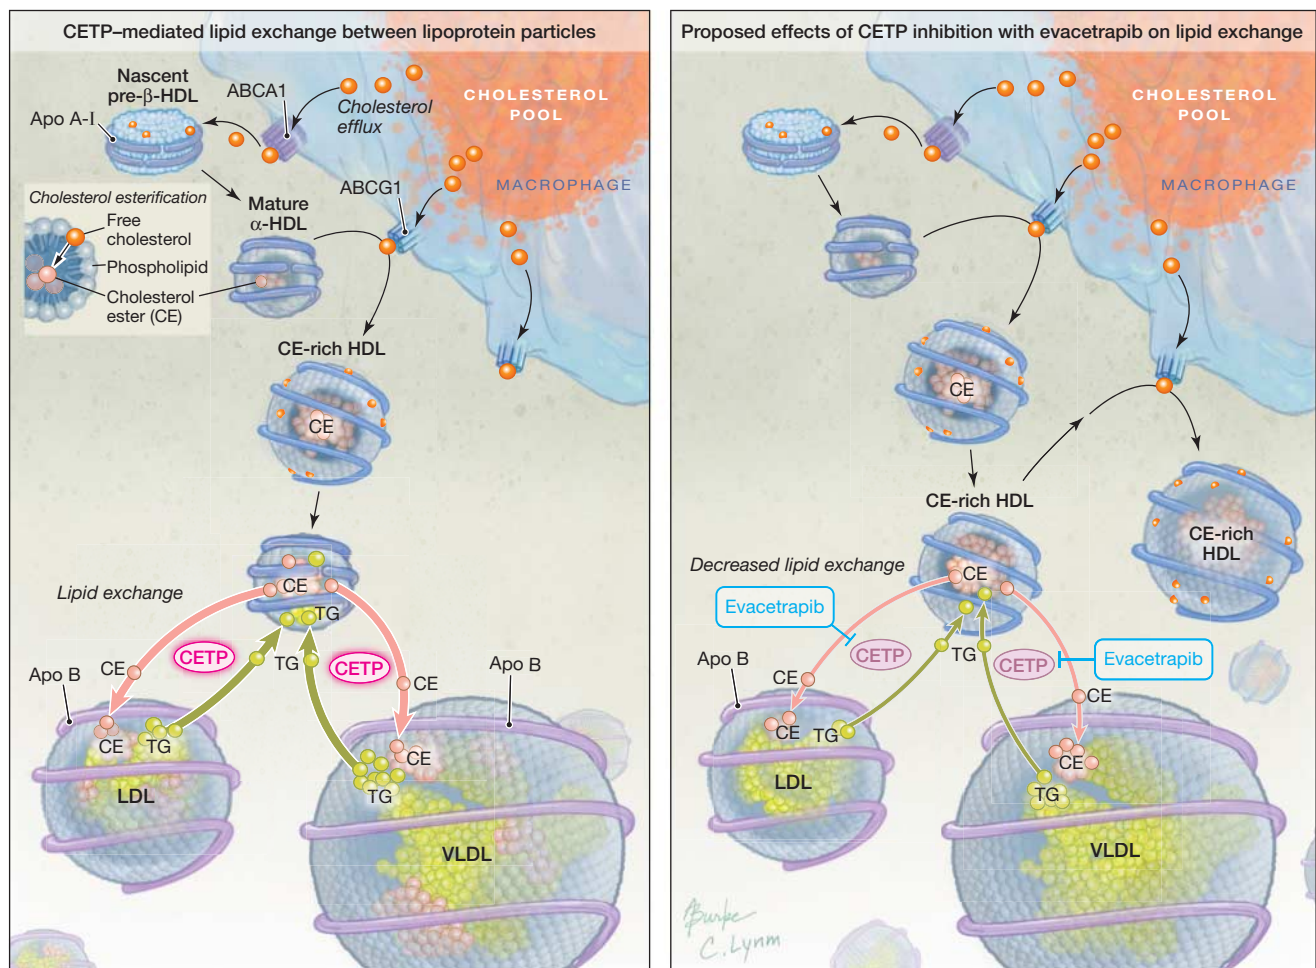 CETP–mediated lipid exchange between lipoprotein particles
Nascent
pre-β-HDL
ABCA1
Apo A-I
Cholesterol
efflux
CHOLESTEROL
POOL
MACROPHAGE
ABCG1
Cholesterol esterification
Free
cholesterol
Phospholipid
Cholesterol
ester (CE)
Mature
α-HDL
CE-rich HDL
CE
Lipid exchange
CE
TG
CETP
TG
CETP
CE
CE
Apo B
Apo B
CE
TG
LDL
CE
TG
VLDL
Proposed effects of CETP inhibition with evacetrapib on lipid exchange
CHOLESTEROL
POOL
MACROPHAGE
CE
CE-rich HDL
CE-rich
HDL
Decreased lipid exchange
CE
Evacetrapib
CETP
TG
CETP
Evacetrapib
Apo B
CE
CE
CE
TG
LDL
CE
TG
VLDL
Burke
C. Lynm